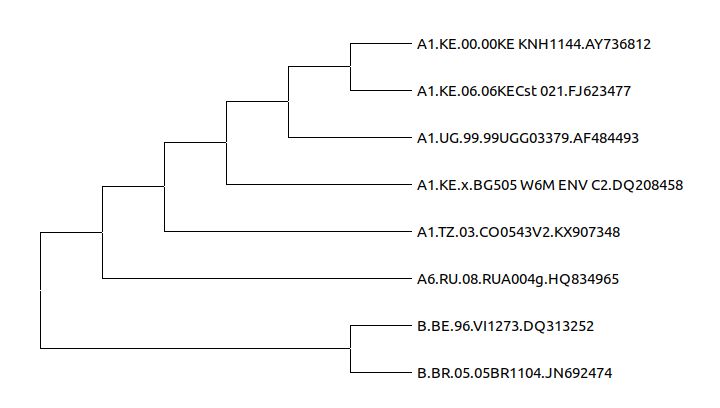 A1.KE.00.00KE KNH1144.AY736812
A1.KE.06.06KECst 021.FJ623477
A1.UG.99.99UGG03379.AF484493
A1.KE.x.BG505 W6M ENV C2.DQ208458
A1.TZ.03.CO0543V2.KX907348
A6.RU.08.RUA004g.HQ834965
B.BE.96.VI1273.DQ313252
B.BR.05.05BR1104.JN692474